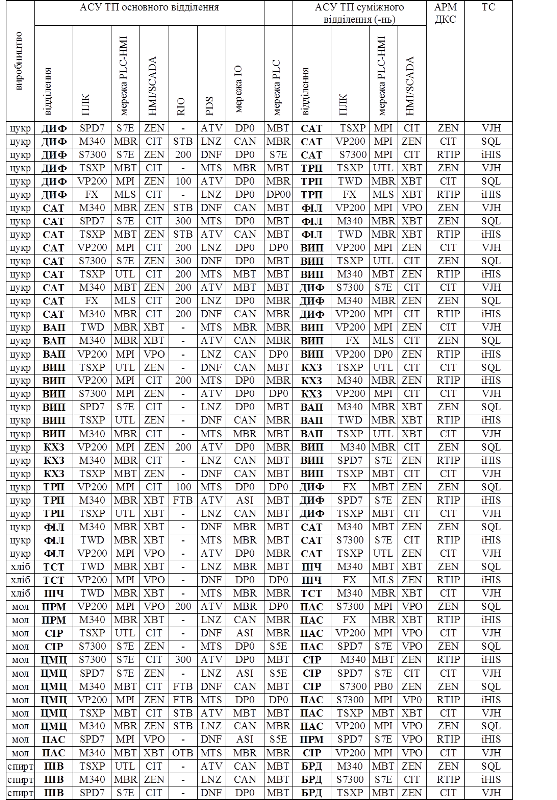 АСУ ТП основного відділення АСУ ТП суміжного відділення (-нь) АРМ ДКС ТС
виробництво відділення ПЛК мережа PLC-HMI HMI/SCADA RIO PDS мережа ІО мережа PLC відділення ПЛК мережа PLC-HMI HMI/SCADA
цукр ДИФ SPD7 S7E ZEN - ATV DP0 MBT САТ TSXP MPI CIT ZEN VJH
цукр ДИФ M340 MBR CIT STB LNZ CAN MBR САТ VP200 MPI ZEN CIT SQL
цукр ДИФ S7300 S7E ZEN 200 DNF DP0 S7E САТ S7300 MPI CIT RTIP iHIS
цукр ДИФ TSXP MBT CIT - MTS MBR MBT ТРП TSXP UTL XBT ZEN VJH
цукр ДИФ VP200 MPI ZEN 100 ATV DP0 MBR ТРП TWD MBR XBT CIT SQL
цукр ДИФ FX MLS CIT - LNZ DP0 DP00 ТРП FX MLS XBT RTIP iHIS
цукр САТ M340 MBR ZEN STB DNF CAN MBT ФІЛ VP200 MPI VPO ZEN VJH
цукр САТ SPD7 S7E CIT 300 MTS DP0 MBT ФІЛ M340 MBR XBT ZEN SQL
цукр САТ TSXP MBT ZEN STB ATV CAN MBT ФІЛ TWD MBR XBT RTIP iHIS
цукр САТ VP200 MPI CIT 200 LNZ DP0 DP0 ВИП VP200 MPI ZEN CIT VJH
цукр САТ S7300 S7E ZEN 300 DNF DP0 MBT ВИП TSXP UTL CIT ZEN SQL
цукр САТ TSXP UTL CIT 200 MTS MBT MBT ВИП M340 MBT ZEN RTIP iHIS
цукр САТ M340 MBT ZEN 200 ATV MBT MBT ДИФ S7300 S7E CIT CIT VJH
цукр САТ FX MLS CIT 200 LNZ DP0 MBR ДИФ M340 MBR ZEN ZEN SQL
цукр САТ M340 MBR CIT 200 DNF CAN MBR ДИФ VP200 MPI CIT RTIP iHIS
цукр ВАП TWD MBR XBT - MTS MBR MBR ВИП VP200 MPI CIT CIT VJH
цукр ВАП M340 MBR XBT - ATV CAN MBR ВИП FX MLS CIT ZEN SQL
цукр ВАП VP200 MPI VPO - LNZ CAN DP0 ВИП VP200 DP0 ZEN RTIP iHIS
цукр ВИП TSXP UTL ZEN - DNF CAN MBT КХЗ TSXP UTL CIT CIT SQL
цукр ВИП VP200 MPI CIT 200 MTS DP0 MBR КХЗ M340 MBR ZEN RTIP iHIS
цукр ВИП S7300 MPI ZEN - ATV DP0 DP0 КХЗ VP200 MPI CIT CIT VJH
цукр ВИП SPD7 S7E CIT - LNZ DP0 MBT ВАП M340 MBR XBT ZEN SQL
цукр ВИП TSXP UTL ZEN - DNF CAN MBR ВАП TWD MBR XBT RTIP iHIS
цукр ВИП M340 MBR CIT - MTS MBR MBT ВАП TSXP UTL XBT CIT VJH
цукр КХЗ VP200 MPI ZEN 200 ATV DP0 MBR ВИП M340 MBR CIT ZEN SQL
цукр КХЗ M340 MBR CIT - LNZ CAN MBT ВИП SPD7 S7E ZEN RTIP iHIS
цукр КХЗ TSXP MBT ZEN - DNF CAN MBT ВИП TSXP MBT CIT CIT VJH
цукр ТРП VP200 MPI CIT 100 MTS DP0 DP0 ДИФ FX MBT ZEN ZEN SQL
цукр ТРП M340 MBR XBT FTB ATV ASI MBT ДИФ SPD7 S7E ZEN RTIP iHIS
цукр ТРП TSXP UTL XBT - LNZ CAN MBT ДИФ TSXP MBT CIT CIT VJH
цукр ФІЛ M340 MBR XBT - DNF MBR MBT САТ M340 MBT ZEN ZEN SQL
цукр ФІЛ TWD MBR XBT - MTS MBR MBT САТ S7300 S7E CIT RTIP iHIS
цукр ФІЛ VP200 MPI VPO - ATV DP0 MBR САТ TSXP UTL ZEN CIT VJH
хліб ТСТ TWD MBR XBT - LNZ MBR MBT ПІЧ M340 MBT XBT ZEN SQL
хліб ТСТ VP200 MPI VPO - DNF DP0 DP0 ПІЧ FX MLS ZEN RTIP iHIS
хліб ПІЧ TWD MBR XBT - MTS MBR MBR ТСТ M340 MBR XBT CIT VJH
мол ПРМ VP200 MPI VPO 200 ATV MBR DP0 ПАС S7300 MPI VPO ZEN SQL
мол ПРМ M340 MBR XBT - LNZ CAN MBR ПАС FX MBR XBT RTIP iHIS
мол СІР TSXP UTL CIT - DNF ASI MBR ПАС VP200 MPI VPO CIT VJH
мол СІР S7300 S7E ZEN - MTS DP0 S5E ПАС SPD7 S7E VPO ZEN SQL
мол ЦМЦ S7300 S7E CIT 300 ATV DP0 MBT СІР M340 MBT ZEN RTIP iHIS
мол ЦМЦ SPD7 S7E ZEN - LNZ ASI S5E СІР SPD7 S7E CIT CIT VJH
мол ЦМЦ M340 MBT CIT FTB DNF CAN MBT СІР S7300 PB0 ZEN ZEN SQL
мол ЦМЦ VP200 MPI ZEN FTB MTS DP0 DP0 ПАС S7300 MPI VP0 RTIP iHIS
мол ЦМЦ TSXP MBT CIT STB ATV MBT MBT ПАС TSXP MBT XBT CIT VJH
мол ЦМЦ M340 MBR ZEN STB LNZ CAN MBR ПАС VP200 MPI VPO ZEN SQL
мол ПАС SPD7 MPI VPO - DNF ASI S5E ПРМ SPD7 S7E VPO RTIP iHIS
мол ПАС M340 MBT XBT OTB MTS MBR MBR СІР VP200 MPI VPO CIT VJH
спирт ПІВ TSXP UTL CIT - ATV DP0 MBT БРД M340 MBT ZEN ZEN SQL
спирт ПІВ M340 MBR ZEN - LNZ CAN MBT БРД S7300 S7E CIT RTIP iHIS
спирт ПІВ SPD7 S7E CIT - DNF CAN MBT БРД TSXP MBT ZEN CIT VJH